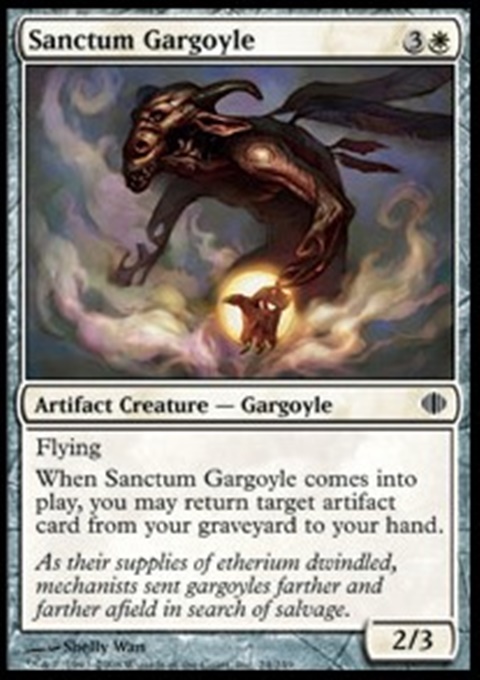 Sanctum Gargoyle 3
Artifact Creature — Gargoyle
Flying
When Sanctum Gargoyle comes into
play, you may return target artifact
card from your graveyard to your hand.
As their supplies of etherium dwindled,
mechanists sent gargoyles farther and
farther afield in search of salvage.
2/3
Shelly Wan